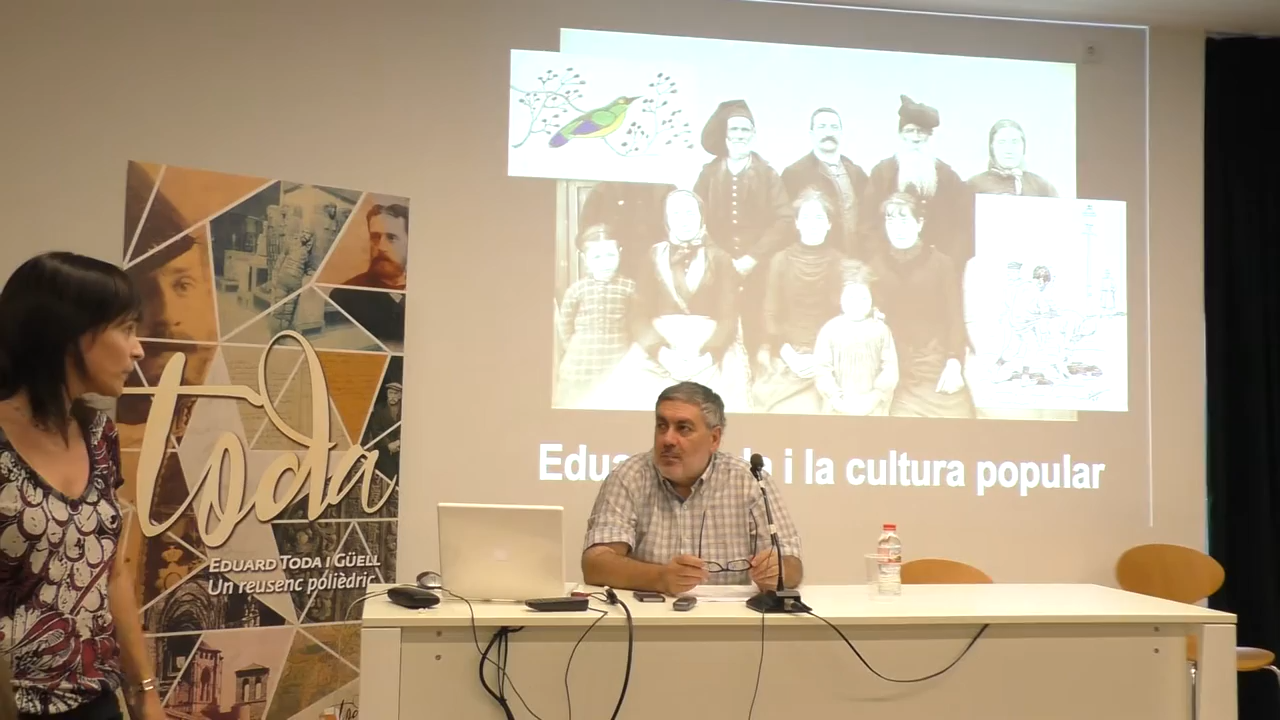 toda
EDUARD TODA I GÜELL
Un reusenc polièdric
i la cultura popular